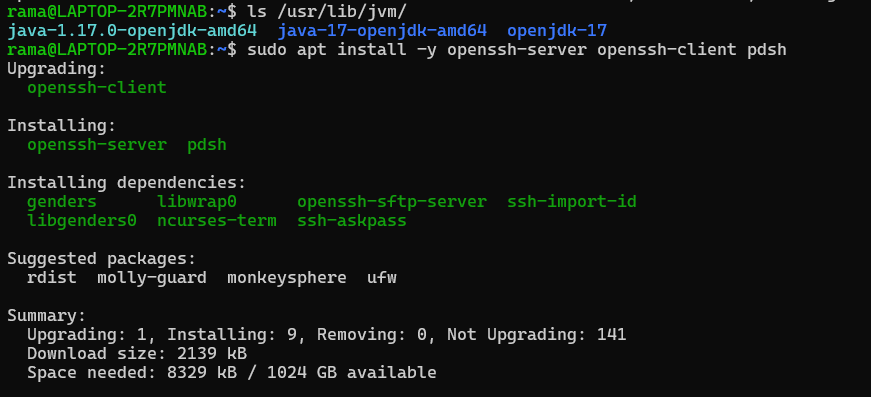 rama@LAPTOP-2R7PMNAB:~$ ls /usr/lib/jvm/
java-1.17.0-openjdk-amd64  java-17-openjdk-amd64  openjdk-17
rama@LAPTOP-2R7PMNAB:~$ sudo apt install -y openssh-server openssh-client pdsh
Upgrading:
  openssh-client

Installing:
  openssh-server  pdsh

Installing dependencies:
  genders      libwrap0      openssh-sftp-server  ssh-import-id
  libgenders0  ncurses-term  ssh-askpass

Suggested packages:
  rdist  molly-guard  monkeysphere  ufw

Summary:
  Upgrading: 1, Installing: 9, Removing: 0, Not Upgrading: 141
  Download size: 2139 kB
  Space needed: 8329 kB / 1024 GB available